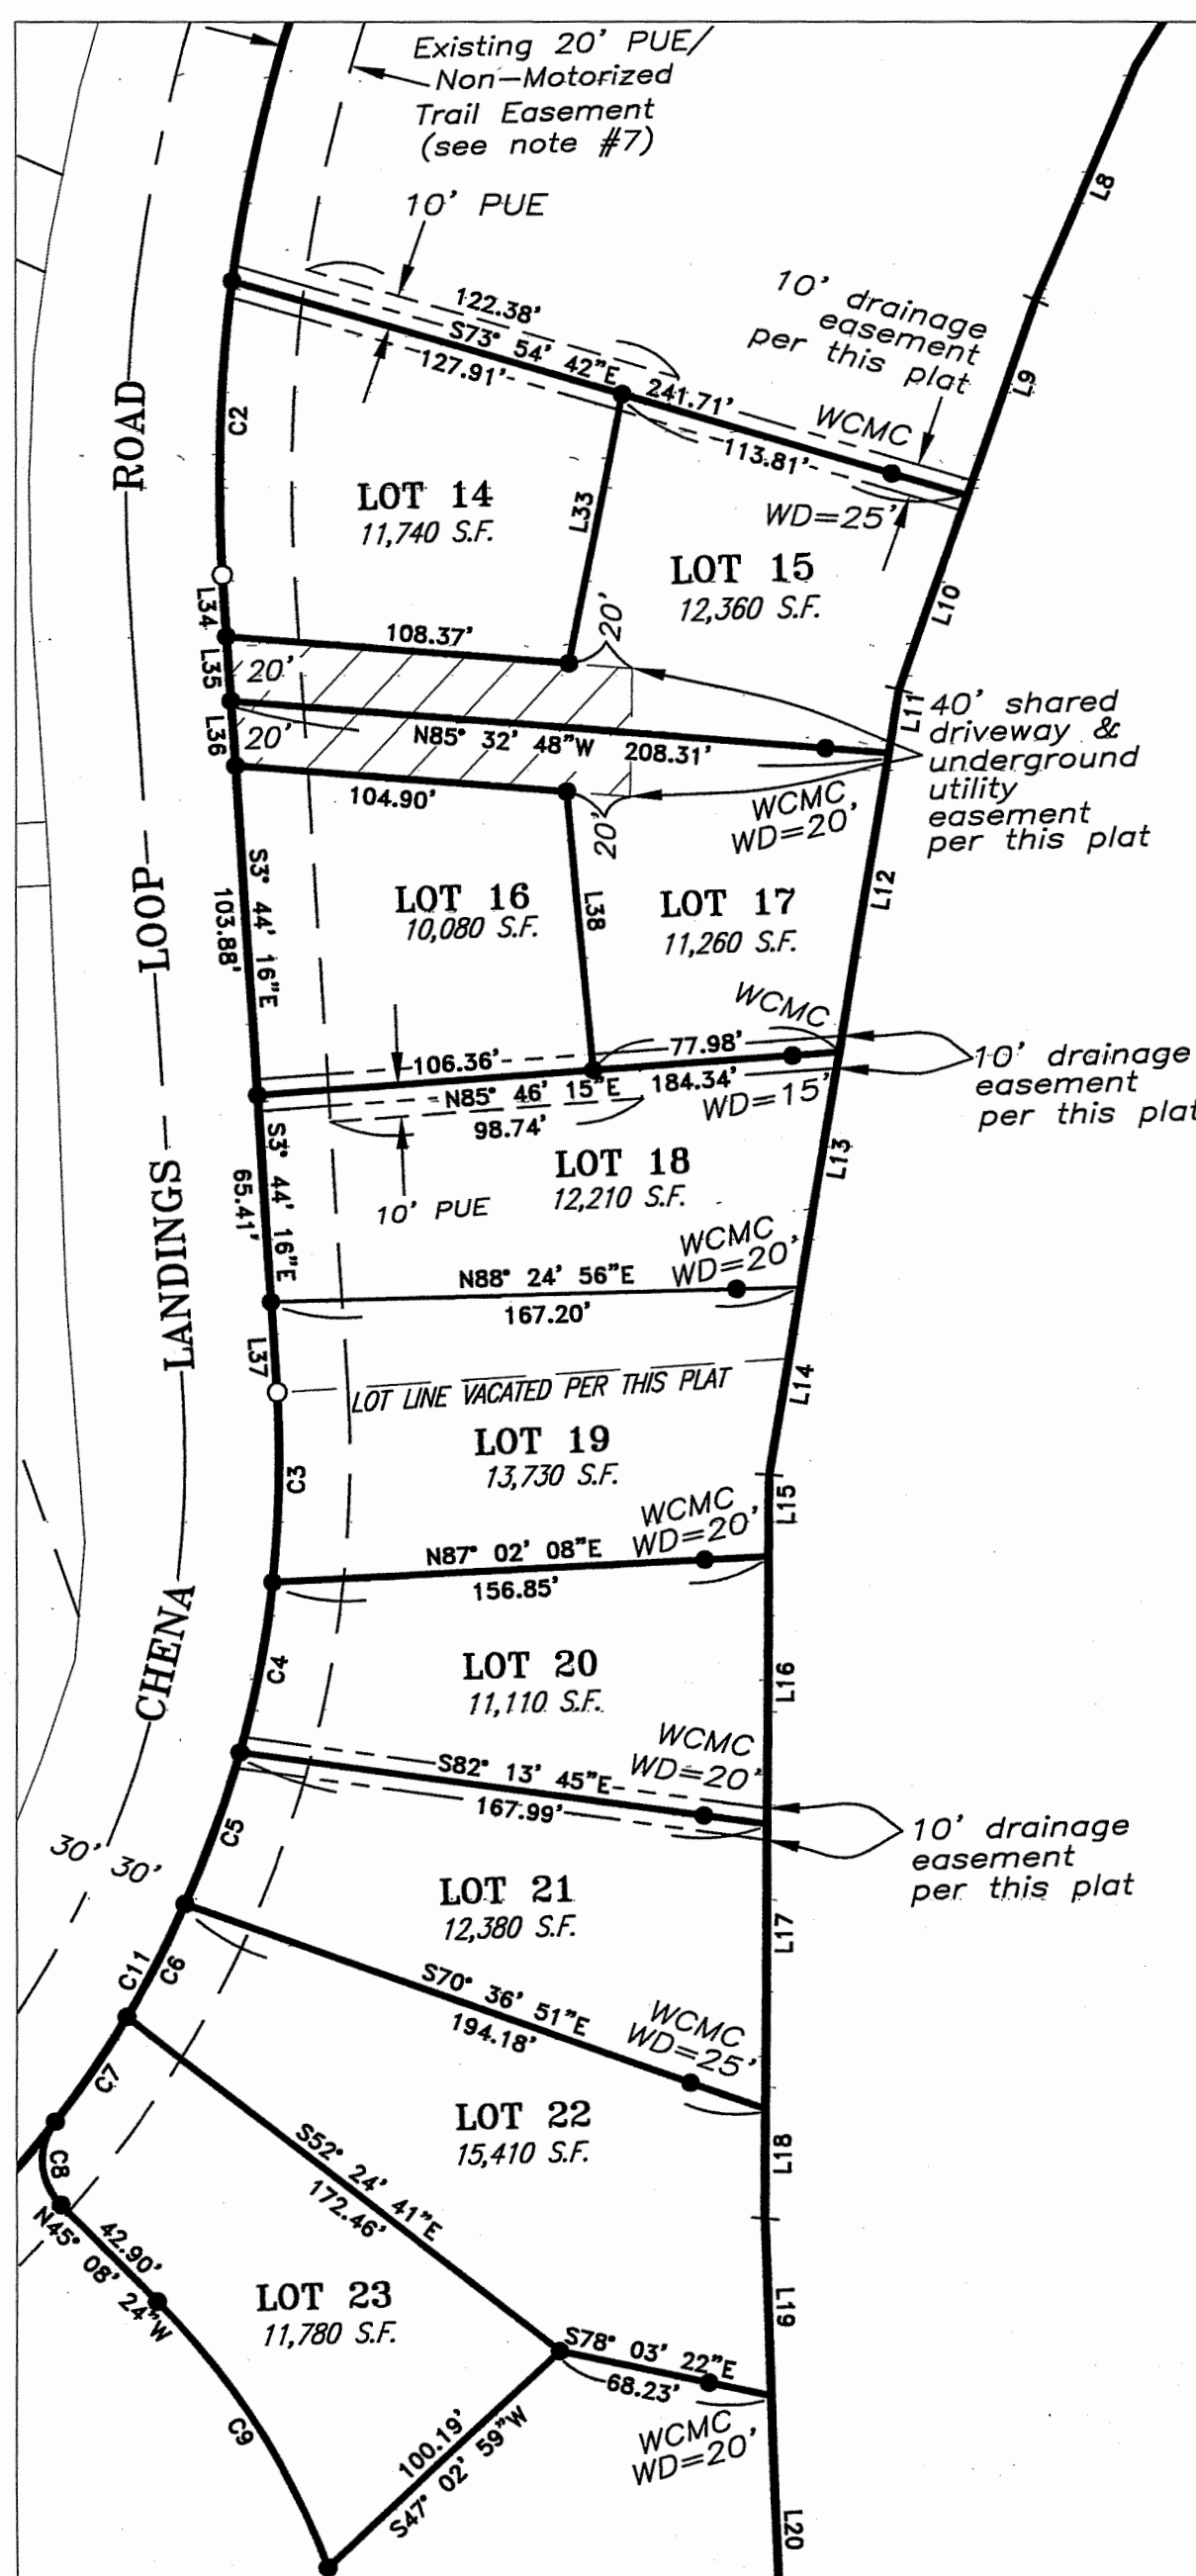 Existing 20' PUE/
Non-Motorized
Trail Easement
(see note #7)
10' PUE
L8
122.38'
S73° 54' 42"E
127.91'
241.71'
113.81'
10' drainage
easement
per this plat
L9
WCMC
WD=25'
C2
ROAD
LOT 14
11,740 S.F.
L33
LOT 15
12,360 S.F.
L10
L34
108.37'
20'
L35
20'
L11
40' shared
driveway &
underground
utility
easement
per this plat
L36
20'
N85° 32' 48"W 208.31'
104.90'
20'
WCMC
WD=20'
L12
LOOP
S3° 44' 16"E
103.88'
LOT 16
10,080 S.F.
L38
LOT 17
11,260 S.F.
WCMC
106.36'
77.98'
N85° 46' 15"E
184.34'
WD=15'
98.74'
10' drainage
easement
per this plat
10' PUE
S3° 44' 16"E
65.41'
LOT 18
12,210 S.F.
L13
LANDINGS
WCMC
WD=20'
N88° 24' 56"E
167.20'
L37
LOT LINE VACATED PER THIS PLAT
L14
LOT 19
13,730 S.F.
C3
L15
WCMC
WD=20'
N87° 02' 08"E
156.85'
CHENA
C4
LOT 20
11,110 S.F.
L16
WCMC
WD=20'
S82° 13' 45"E
167.99'
10' drainage
easement
per this plat
30' 30'
C5
LOT 21
12,380 S.F.
L17
C11
C6
S70° 36' 51"E
194.18'
WCMC
WD=25'
C7
LOT 22
15,410 S.F.
L18
C8
S52° 24' 41"E
172.46'
42.90'
N45° 08' 24"W
LOT 23
11,780 S.F.
L19
S78° 03' 22"E
68.23'
WCMC
WD=20'
C9
100.19'
S47° 02' 59"W
L20